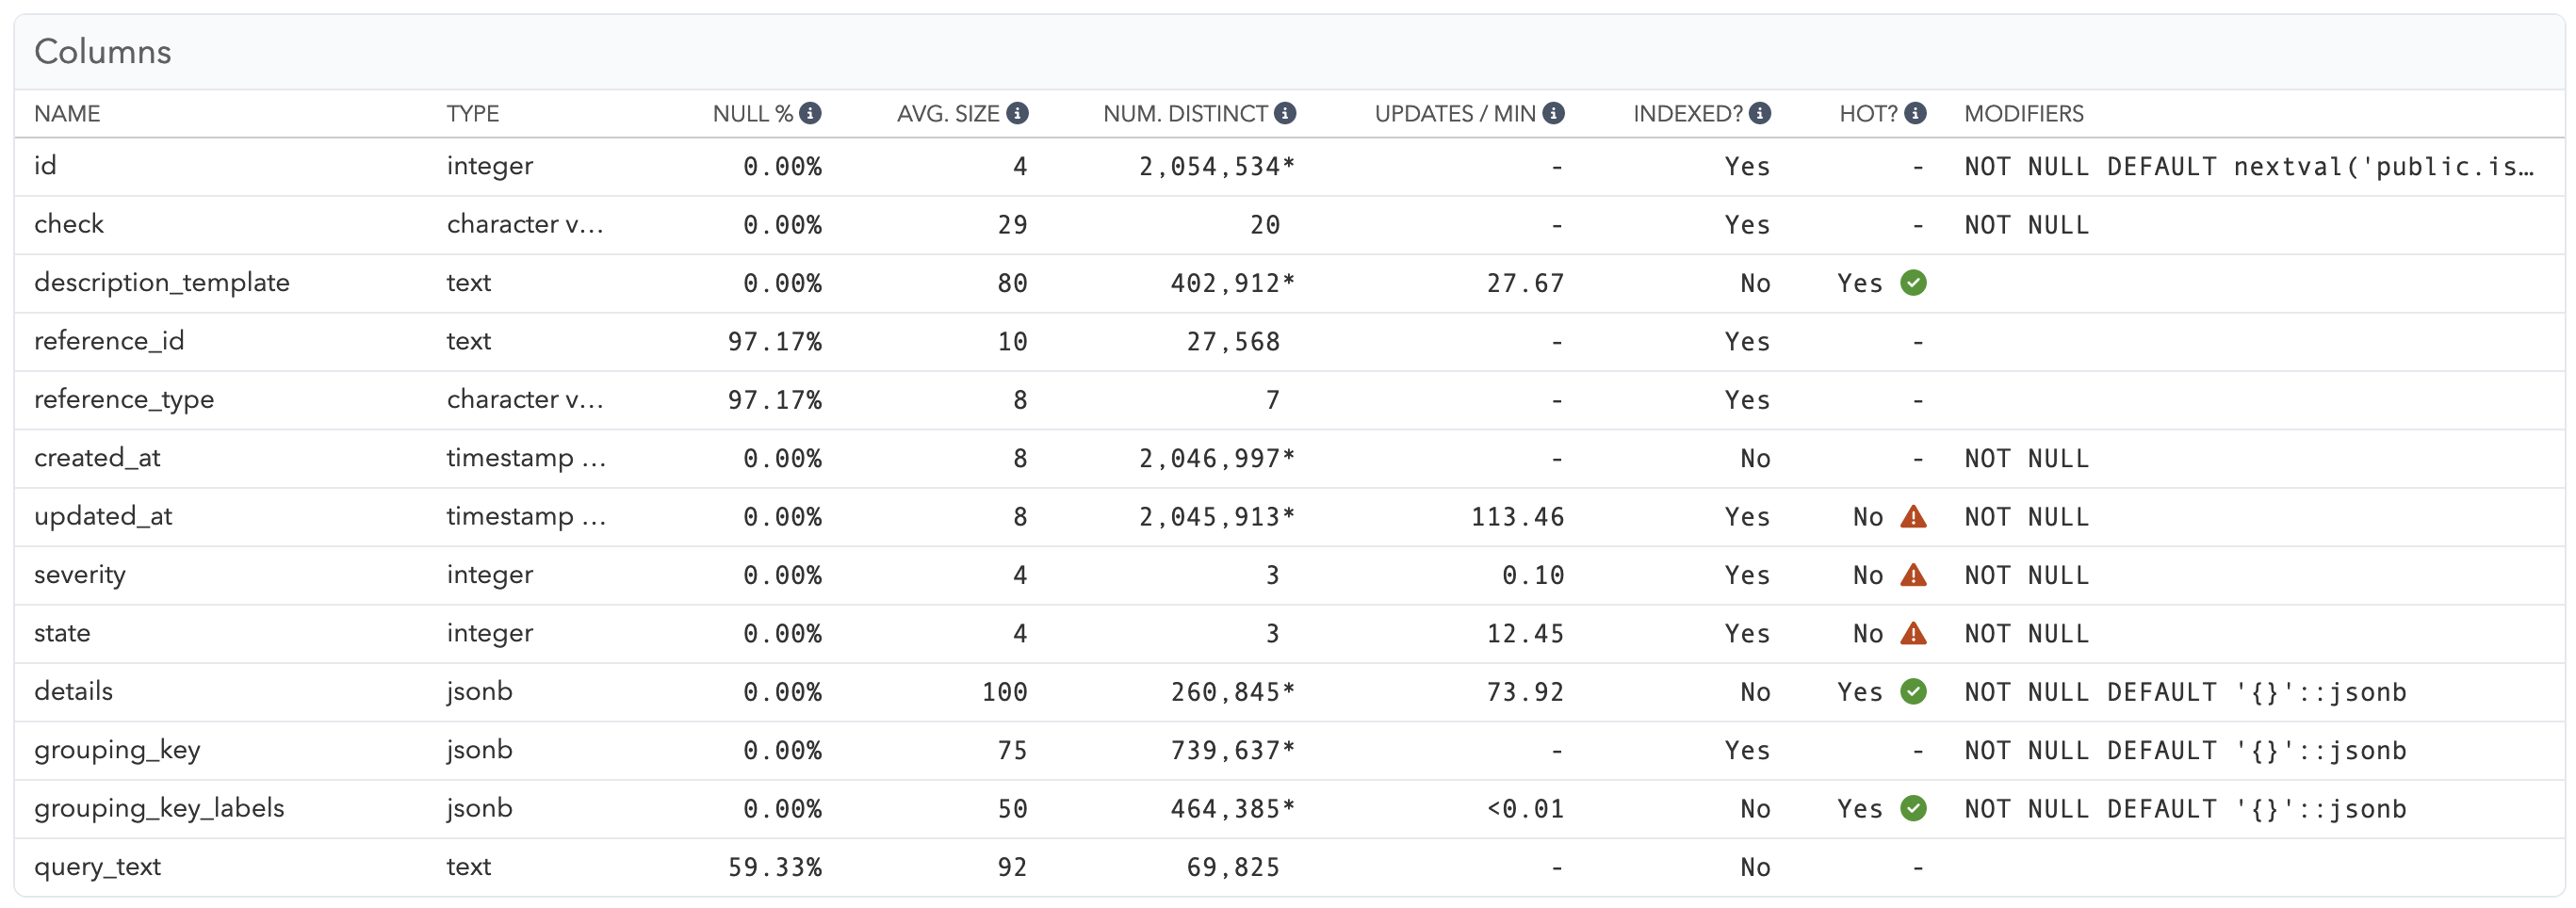 Columns
NAME TYPE NULL % AVG. SIZE NUM. DISTINCT UPDATES / MIN INDEXED? HOT? MODIFIERS
id integer 0.00% 4 2,054,534* - Yes - NOT NULL DEFAULT nextval('public.is…
check character v… 0.00% 29 20 - Yes - NOT NULL
description_template text 0.00% 80 402,912* 27.67 No Yes
reference_id text 97.17% 10 27,568 - Yes -
reference_type character v… 97.17% 8 7 - Yes -
created_at timestamp … 0.00% 8 2,046,997* - No - NOT NULL
updated_at timestamp … 0.00% 8 2,045,913* 113.46 Yes No NOT NULL
severity integer 0.00% 4 3 0.10 Yes No NOT NULL
state integer 0.00% 4 3 12.45 Yes No NOT NULL
details jsonb 0.00% 100 260,845* 73.92 No Yes NOT NULL DEFAULT '{}'::jsonb
grouping_key jsonb 0.00% 75 739,637* - Yes - NOT NULL DEFAULT '{}'::jsonb
grouping_key_labels jsonb 0.00% 50 464,385* <0.01 No Yes NOT NULL DEFAULT '{}'::jsonb
query_text text 59.33% 92 69,825 - No -